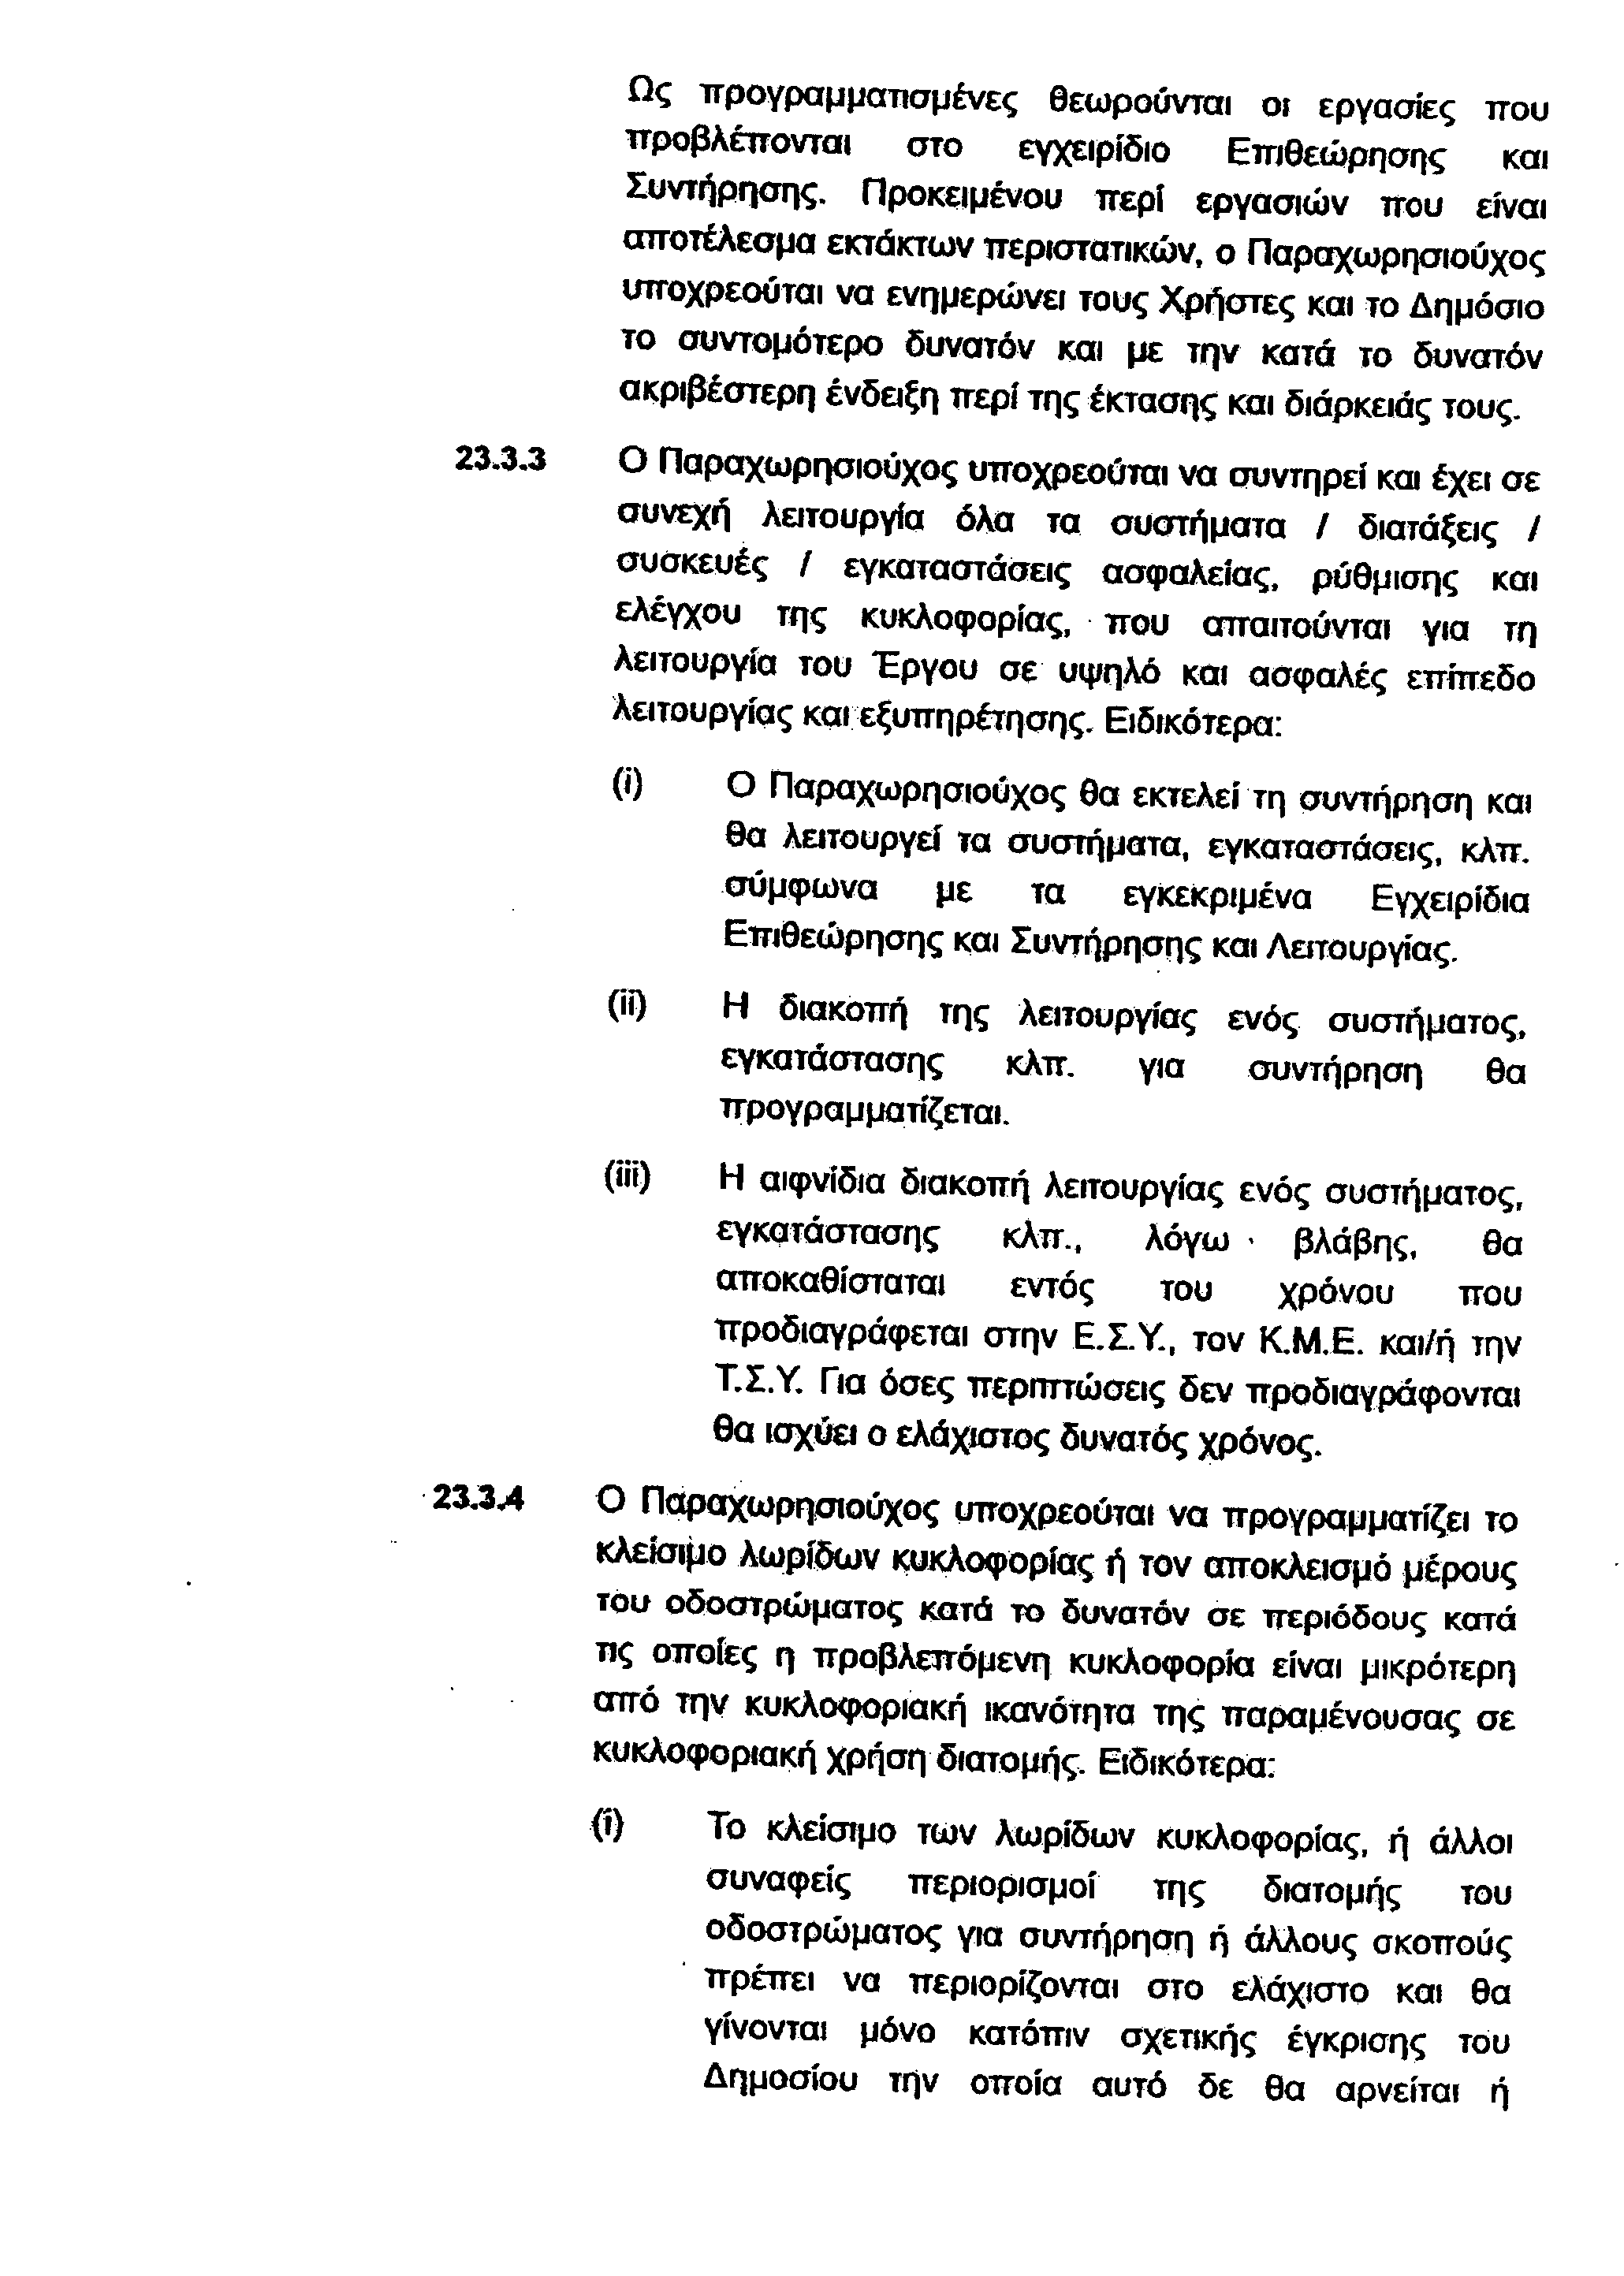 Ως προγραμματισμένες θεωρούνται οι εργασίες που
προβλέπονται στο εγχειρίδιο Επιθεώρησης και
Συντήρησης. Προκειμένου περί εργασιών που είναι
αποτέλεσμα εκτάκτων περιστατικών, ο Παραχωρησιούχος
υποχρεούται να ενημερώνει τους Χρήστες και το Δημόσιο
το συντομότερο δυνατόν και με την κατά το δυνατόν
ακριβέστερη ένδειξη περί της έκτασης και διάρκειάς τους.
23.3.3 Ο Παραχωρησιούχος υποχρεούται να συντηρεί και έχει σε
συνεχή λειτουργία όλα τα συστήματα / διατάξεις /
συσκευές / εγκαταστάσεις ασφαλείας, ρύθμισης και
ελέγχου της κυκλοφορίας, που απαιτούνται για τη
λειτουργία του Έργου σε υψηλό και ασφαλές επίπεδο
λειτουργίας και εξυπηρέτησης. Ειδικότερα:
(i) Ο Παραχωρησιούχος θα εκτελεί τη συντήρηση και
θα λειτουργεί τα συστήματα, εγκαταστάσεις, κλπ.
σύμφωνα με τα εγκεκριμένα Εγχειρίδια
Επιθεώρησης και Συντήρησης και Λειτουργίας.
(ii) Η διακοπή της λειτουργίας ενός συστήματος,
εγκατάστασης κλπ. για συντήρηση θα
προγραμματίζεται.
(iii) Η αιφνίδια διακοπή λειτουργίας ενός συστήματος,
εγκατάστασης κλπ., λόγω βλάβης, θα
αποκαθίσταται εντός του χρόνου που
προδιαγράφεται στην Ε.Σ.Υ., τον Κ.Μ.Ε. και/ή την
Τ.Σ.Υ. Για όσες περιπτώσεις δεν προδιαγράφονται
θα ισχύει ο ελάχιστος δυνατός χρόνος.
23.3.4 Ο Παραχωρησιούχος υποχρεούται να προγραμματίζει το
κλείσιμο λωρίδων κυκλοφορίας ή τον αποκλεισμό μέρους
του οδοστρώματος κατά το δυνατόν σε περιόδους κατά
τις οποίες η προβλεπόμενη κυκλοφορία είναι μικρότερη
από την κυκλοφοριακή ικανότητα της παραμένουσας σε
κυκλοφοριακή χρήση διατομής. Ειδικότερα:
(i) Το κλείσιμο των λωρίδων κυκλοφορίας, ή άλλοι
συναφείς περιορισμοί της διατομής του
οδοστρώματος για συντήρηση ή άλλους σκοπούς
πρέπει να περιορίζονται στο ελάχιστο και θα
γίνονται μόνο κατόπιν σχετικής έγκρισης του
Δημοσίου την οποία αυτό δε θα αρνείται ή